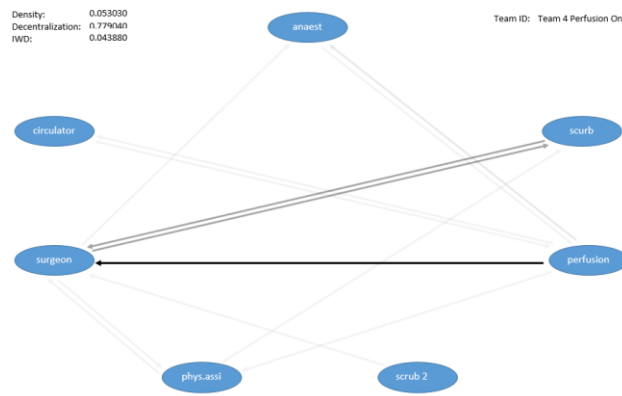 Density: 0.053030
Decentralization: 0.779040
IWD: 0.043880
Team ID: Team 4 Perfusion On
anaest
circulator
scurb
surgeon
perfusion
phys.assi
scrub 2